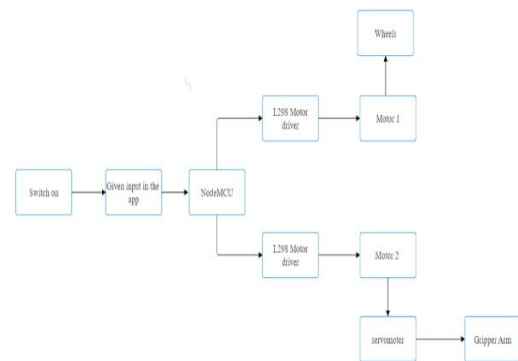 Wheels
L298 Motor
driver
Motor 1
Switch on
Given input in the
app
NodeMCU
L298 Motor
driver
Motor 2
servomotor
Gripper Arm